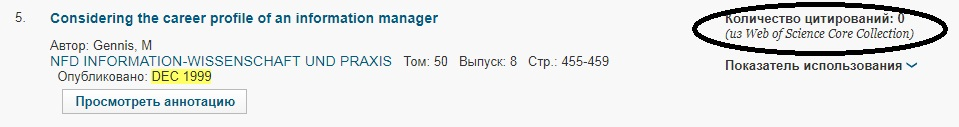 5. Considering the career profile of an information manager
Количество цитирований: 0
(из Web of Science Core Collection)
Автор: Gennis, M
NFD INFORMATION-WISSENSCHAFT UND PRAXIS Том: 50 Выпуск: 8 Стр.: 455-459
Показатель использования
Опубликовано: DEC 1999
Просмотреть аннотацию